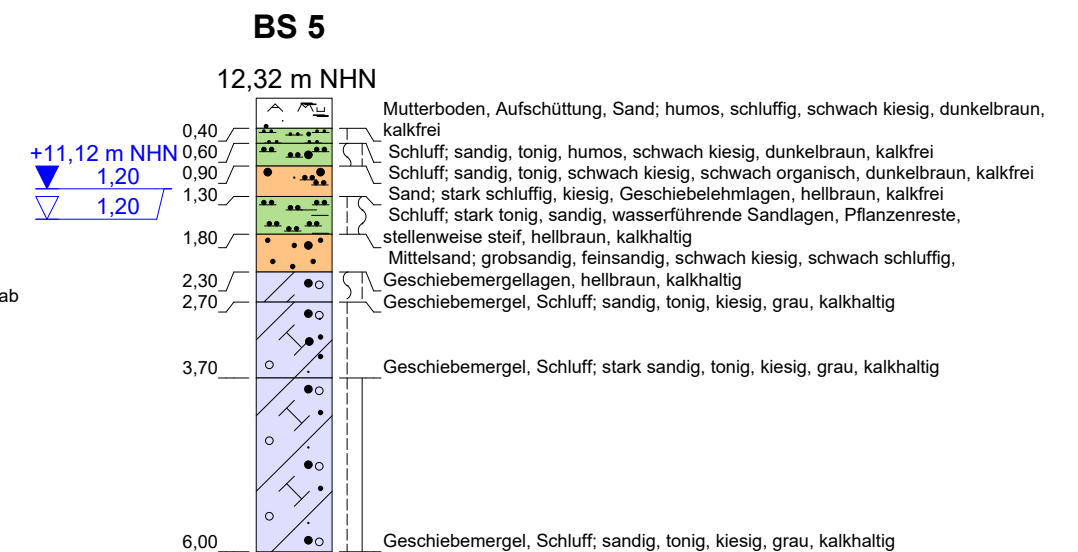 BS 5
12,32 m NHN
Mutterboden, Aufschüttung, Sand; humos, schluffig, schwach kiesig, dunkelbraun,
0,40 kalkfrei
+11,12 m NHN 0,60 Schluff; sandig, tonig, humos, schwach kiesig, dunkelbraun, kalkfrei
1,20 0,90 Schluff; sandig, tonig, schwach kiesig, schwach organisch, dunkelbraun, kalkfrei
1,30 Sand; stark schluffig, kiesig, Geschiebelehmlagen, hellbraun, kalkfrei
1,20 Schluff; stark tonig, sandig, wasserführende Sandlagen, Pflanzenreste,
1,80 stellenweise steif, hellbraun, kalkhaltig
Mittelsand; grobsandig, feinsandig, schwach kiesig, schwach schluffig,
2,30 Geschiebemergellagen, hellbraun, kalkhaltig
ab
2,70 Geschiebemergel, Schluff; sandig, tonig, kiesig, grau, kalkhaltig
3,70 Geschiebemergel, Schluff; stark sandig, tonig, kiesig, grau, kalkhaltig
6,00 Geschiebemergel, Schluff; sandig, tonig, kiesig, grau, kalkhaltig